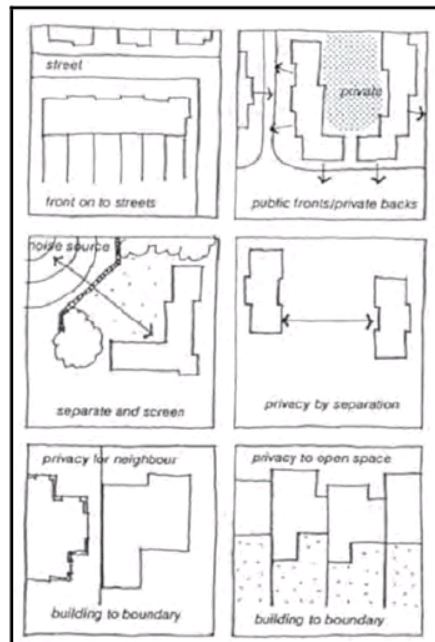 street
front on to streets
private
public fronts/private backs
noise source
separate and screen
privacy by separation
privacy for neighbour
building to boundary
privacy to open space
building to boundary